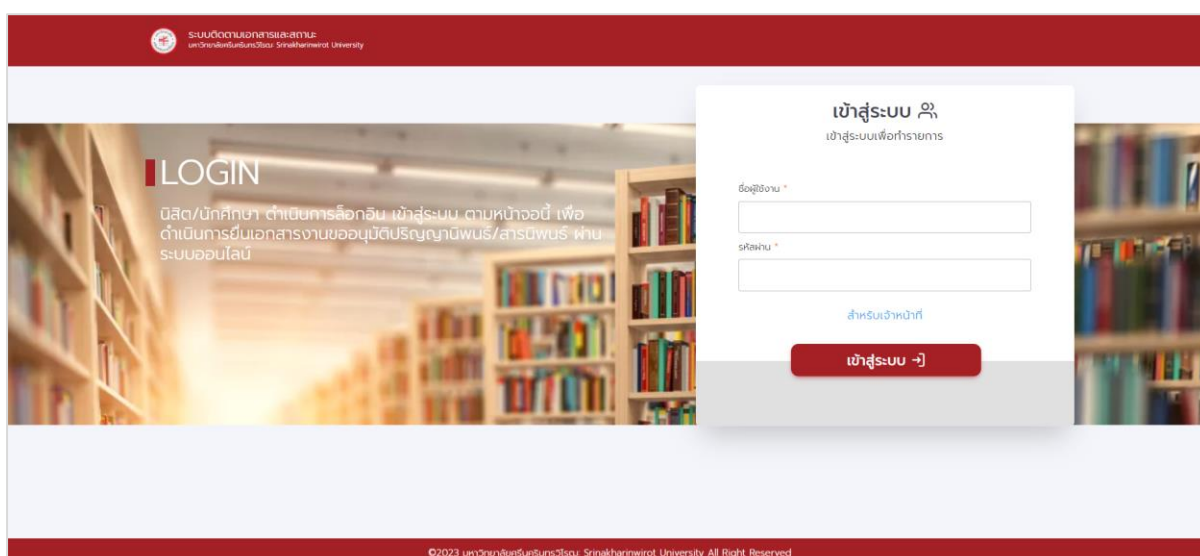 ระบบติดตามเอกสารและสถานะ
มหาวิทยาลัยศรีนครินทรวิโรฒ Srinakharinwirot University
เข้าสู่ระบบ
เข้าสู่ระบบเพื่อทำรายการ
LOGIN
นิสิต/นักศึกษา ดำเนินการล็อกอิน เข้าสู่ระบบ ตามหน้าจอนี้ เพื่อ
ดำเนินการยื่นเอกสารงานขออนุมัติปริญญานิพนธ์/สารนิพนธ์ ผ่าน
ระบบออนไลน์
ชื่อผู้ใช้งาน *
รหัสผ่าน *
สำหรับเจ้าหน้าที่
เข้าสู่ระบบ
©2023 มหาวิทยาลัยศรีนครินทรวิโรฒ Srinakharinwirot University All Right Reserved